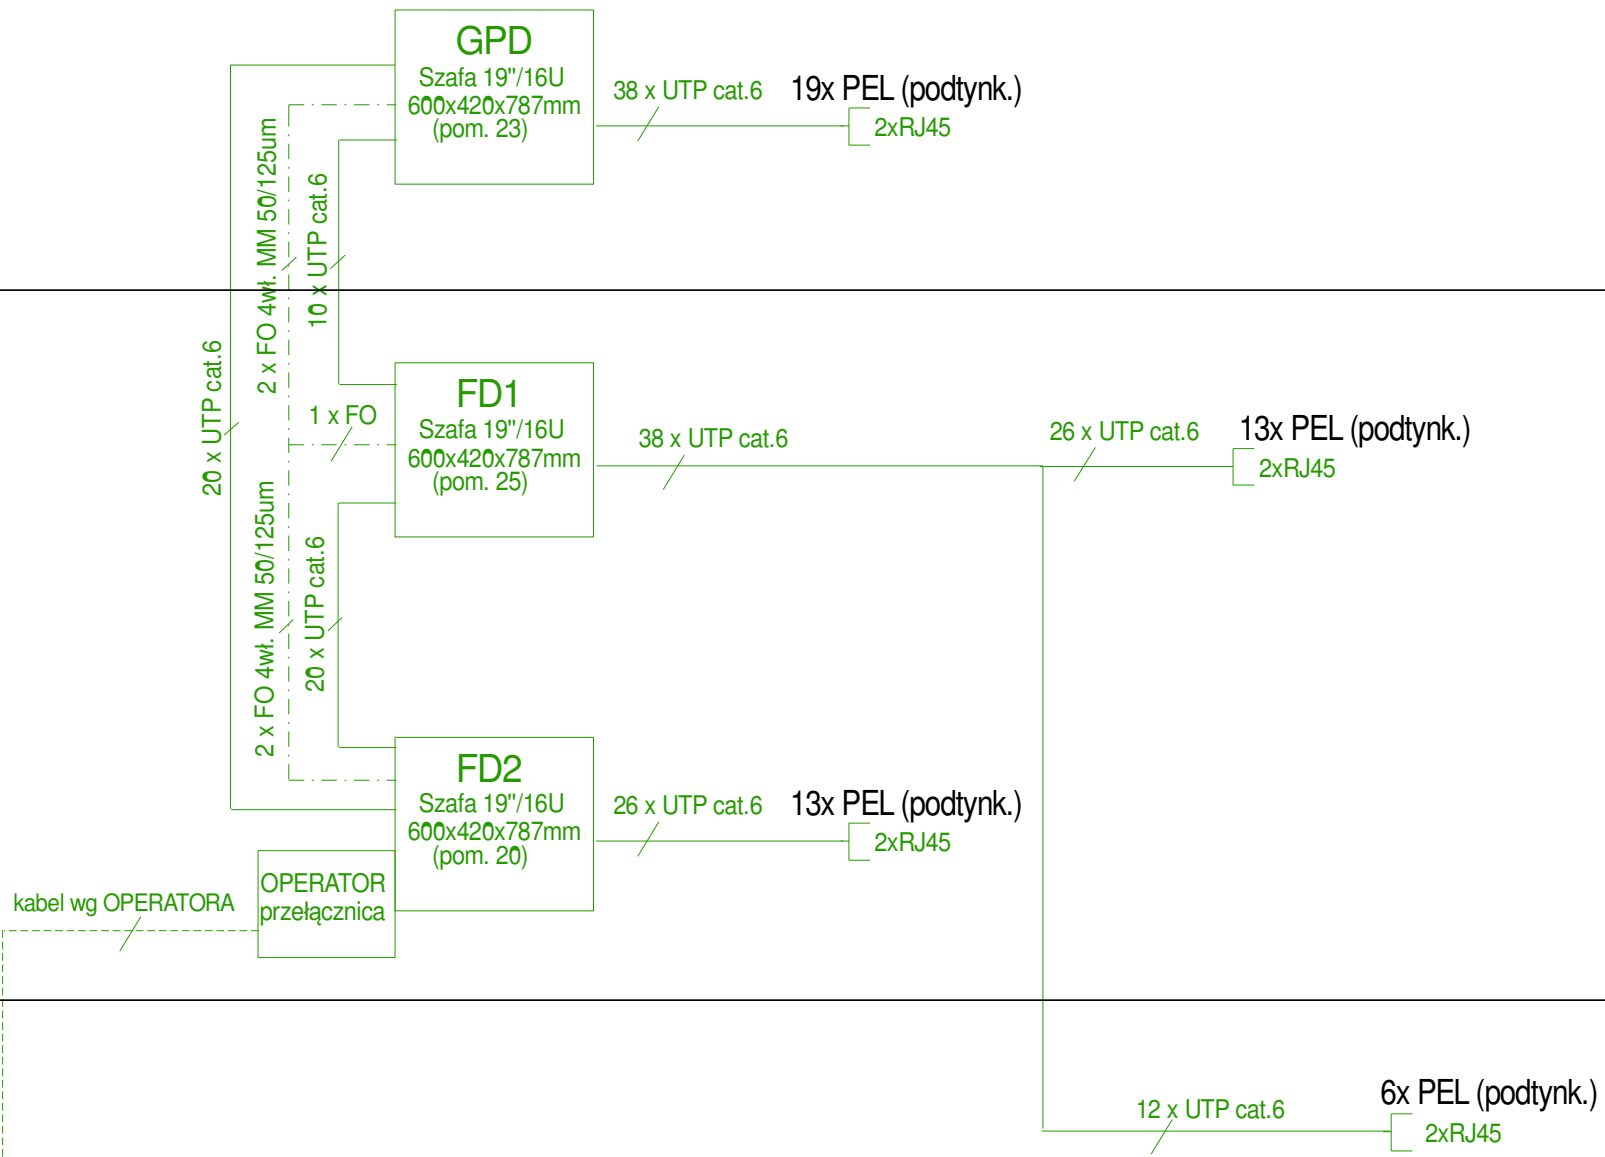 GPD
Szafa 19"/16U
600x420x787mm
(pom. 23)
38 x UTP cat.6
19x PEL (podtynk.)
2xRJ45
20 x UTP cat.6
2 x FO 4wł. MM 50/125um
10 x UTP cat.6
FD1
Szafa 19"/16U
600x420x787mm
(pom. 25)
1 x FO
38 x UTP cat.6
26 x UTP cat.6
13x PEL (podtynk.)
2xRJ45
2 x FO 4wł. MM 50/125um
20 x UTP cat.6
FD2
Szafa 19"/16U
600x420x787mm
(pom. 20)
26 x UTP cat.6
13x PEL (podtynk.)
2xRJ45
OPERATOR
przełącznica
kabel wg OPERATORA
12 x UTP cat.6
6x PEL (podtynk.)
2xRJ45